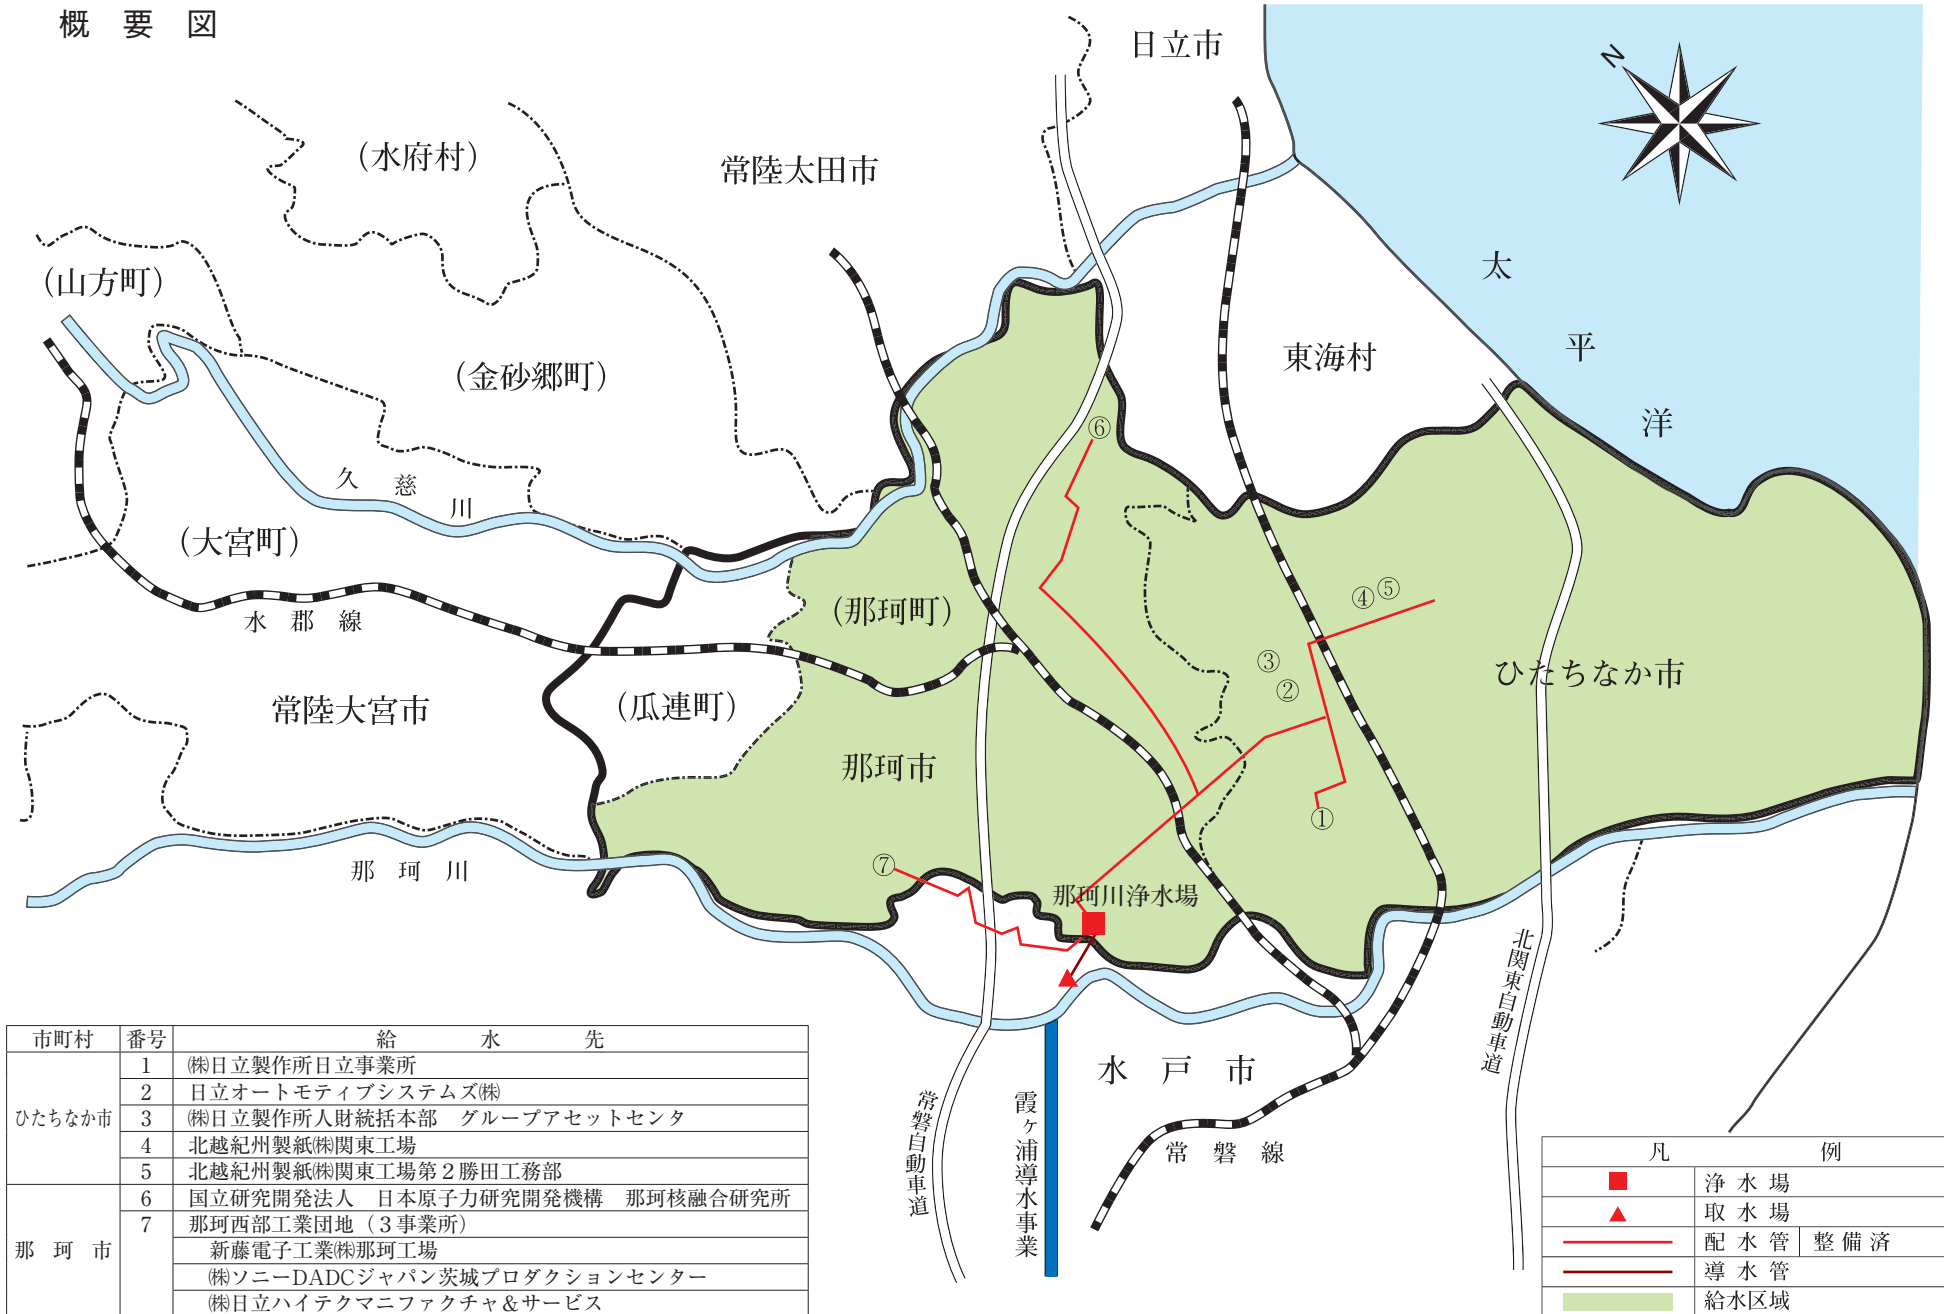 概 要 図
N
日立市
(水府村)
常陸太田市
(山方町)
太平洋
(金砂郷町)
東海村
⑥
久慈川
(大宮町)
水郡線
(那珂町)
④⑤
③
②
ひたちなか市
常陸大宮市
(瓜連町)
那珂市
①
那珂川
⑦
那珂川浄水場
北関東自動車道
水 戸 市
常磐自動車道
霞ヶ浦導水事業
常磐線
市町村 番号 給 水 先
ひたちなか市
1 ㈱日立製作所日立事業所
2 日立オートモティブシステムズ㈱
3 ㈱日立製作所人財統括本部 グループアセットセンタ
4 北越紀州製紙㈱関東工場
5 北越紀州製紙㈱関東工場第２勝田工務部
那 珂 市
6 国立研究開発法人 日本原子力研究開発機構 那珂核融合研究所
7 那珂西部工業団地（３事業所）
新藤電子工業㈱那珂工場
㈱ソニーDADCジャパン茨城プロダクションセンター
㈱日立ハイテクマニファクチャ＆サービス
凡 例
浄 水 場
取 水 場
配 水 管 整 備 済
導 水 管
給水区域